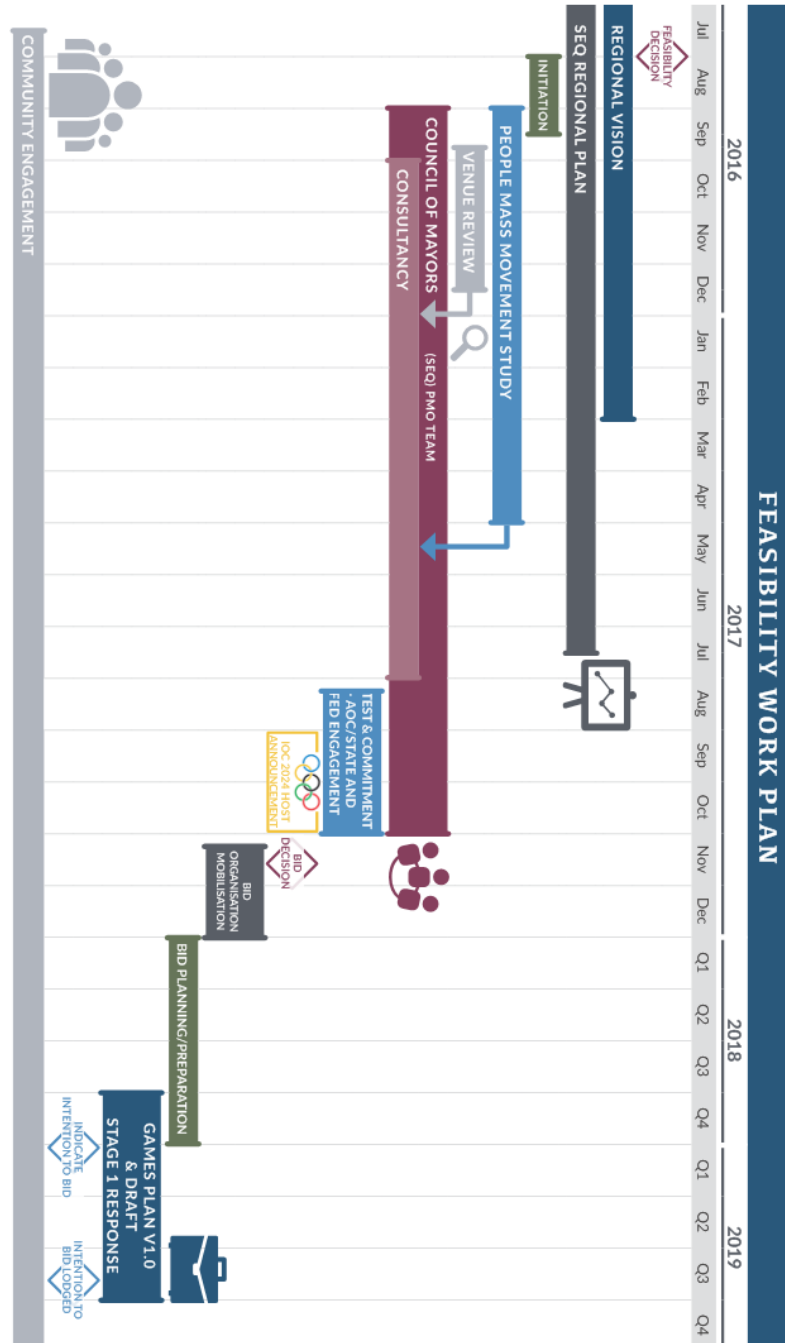 FEASIBILITY WORK PLAN
2016
2017
2018
2019
Jul
Aug
Sep
Oct
Nov
Dec
Jan
Feb
Mar
Apr
May
Jun
Jul
Aug
Sep
Oct
Nov
Dec
Q1
Q2
Q3
Q4
Q1
Q2
Q3
Q4
FEASIBILITY
DECISION
REGIONAL VISION
SEQ REGIONAL PLAN
INITIATION
PEOPLE MASS MOVEMENT STUDY
VENUE REVIEW
COUNCIL OF MAYORS
(SEQ) PMO TEAM
CONSULTANCY
TEST & COMMITMENT
- AOC/STATE AND
FED ENGAGEMENT
IOC 2024 HOST
ANNOUNCEMENT
BID
DECISION
BID
ORGANISATION
MOBILISATION
BID PLANNING/PREPARATION
GAMES PLAN V1.0
& DRAFT
STAGE 1 RESPONSE
INDICATE
INTENTION TO BID
INTENTION TO
BID LODGED
COMMUNITY ENGAGEMENT